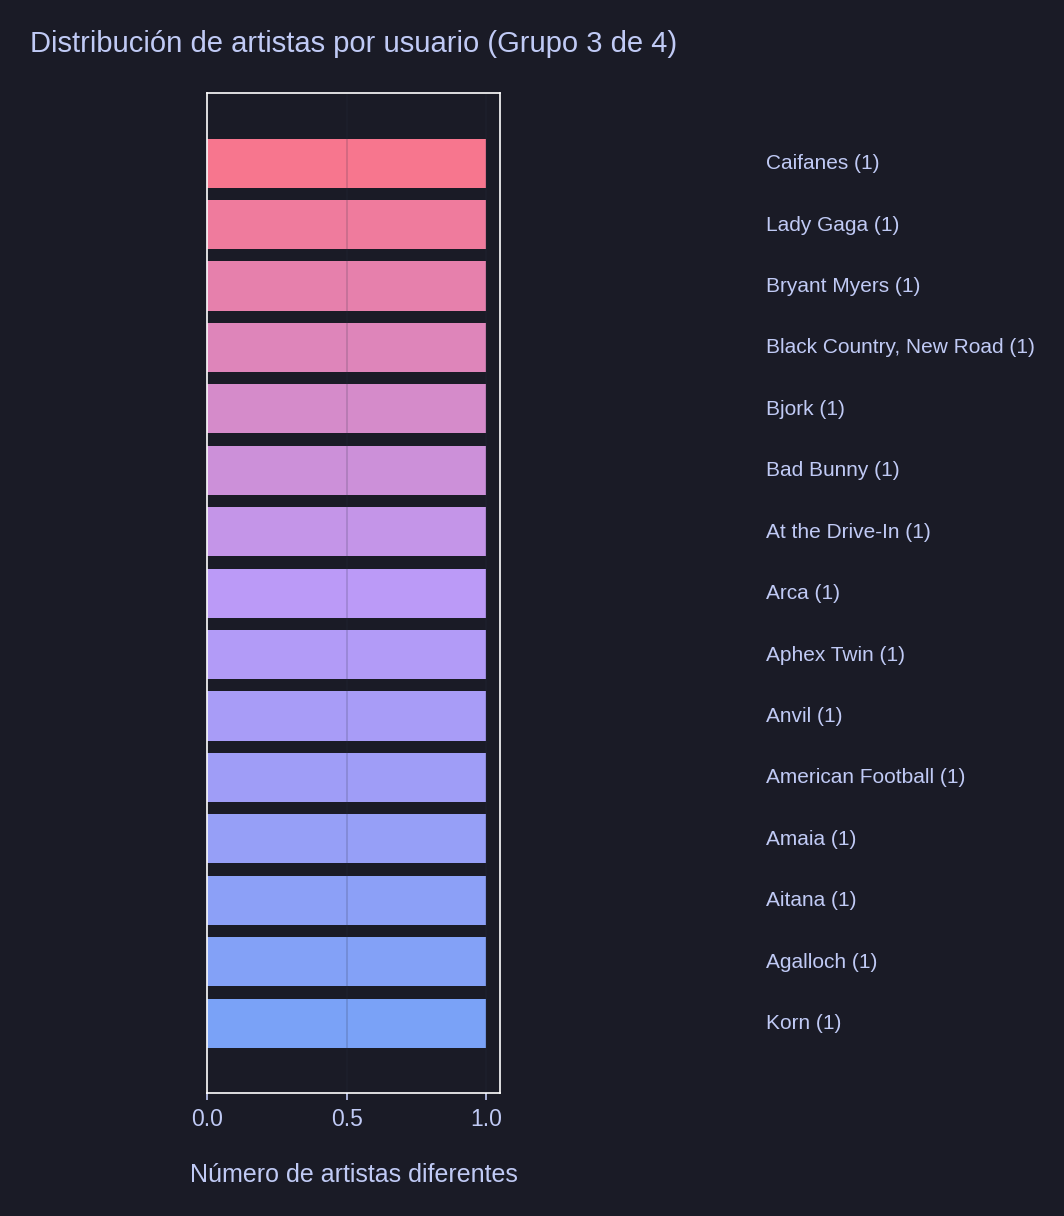 Distribución de artistas por usuario (Grupo 3 de 4)
Caifanes (1)
Lady Gaga (1)
Bryant Myers (1)
Black Country, New Road (1)
Bjork (1)
Bad Bunny (1)
At the Drive-In (1)
Arca (1)
Aphex Twin (1)
Anvil (1)
American Football (1)
Amaia (1)
Aitana (1)
Agalloch (1)
Korn (1)
0.0 0.5 1.0
Número de artistas diferentes